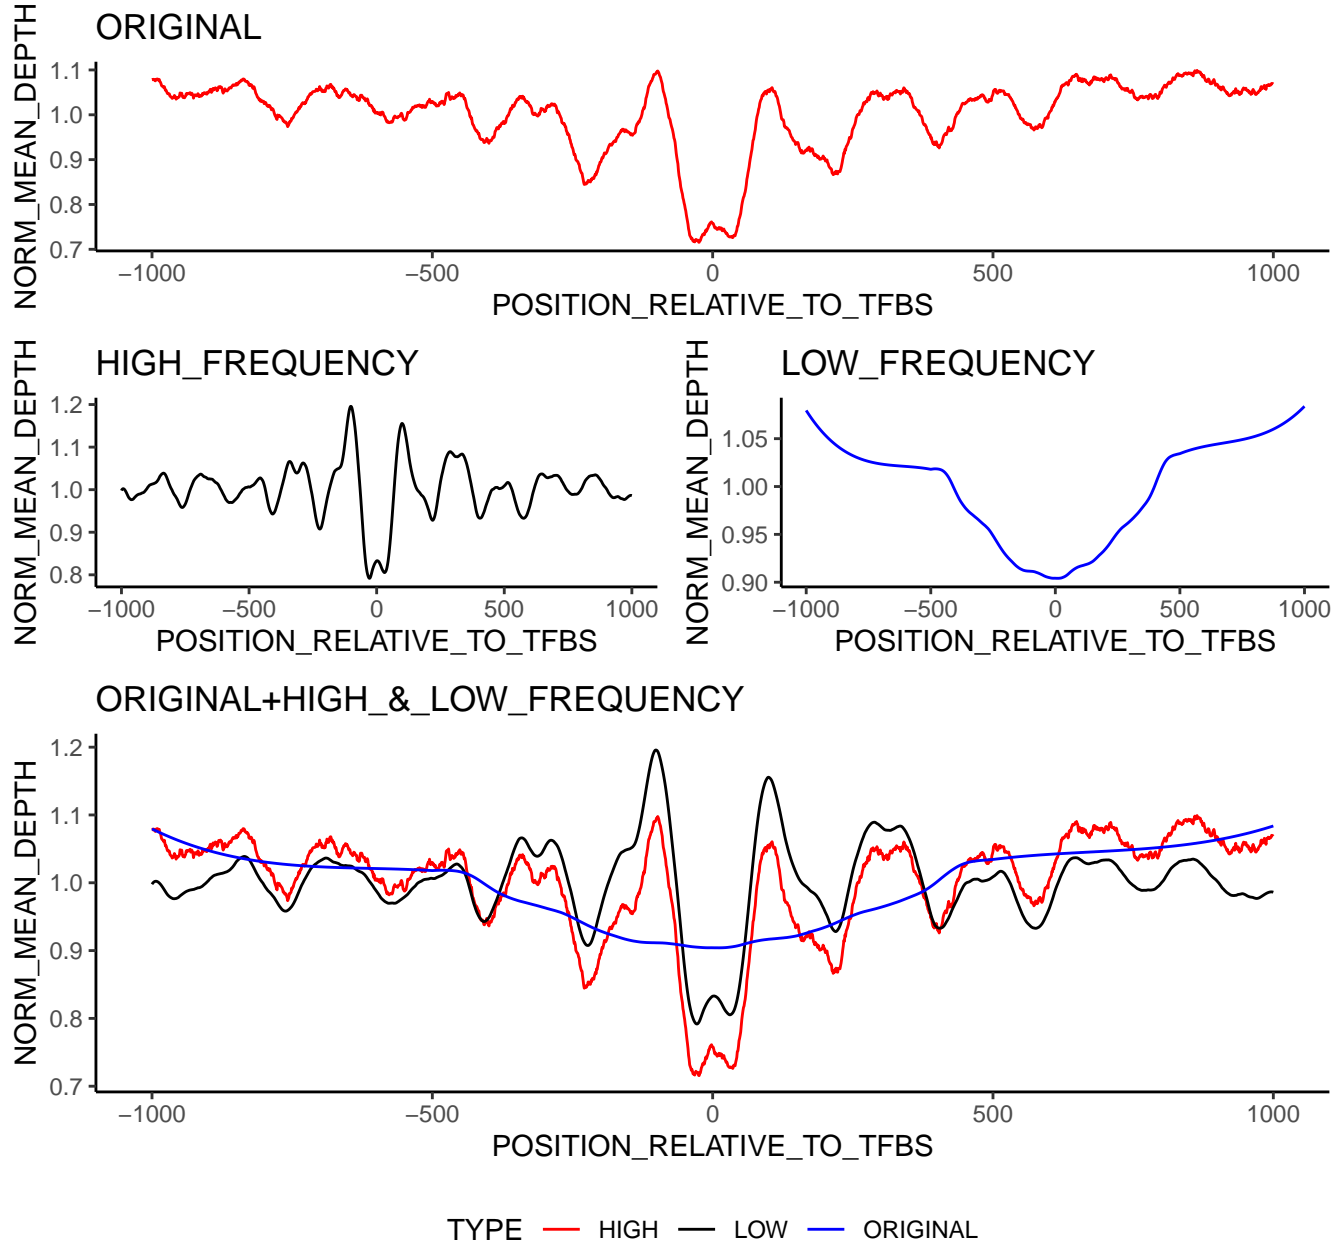 ORIGINAL
NORM_MEAN_DEPTH
1.1
1.0
0.9
0.8
0.7
−1000 −500 0 500 1000
POSITION_RELATIVE_TO_TFBS
HIGH_FREQUENCY
NORM_MEAN_DEPTH
1.2
1.1
1.0
0.9
0.8
−1000 −500 0 500 1000
POSITION_RELATIVE_TO_TFBS
LOW_FREQUENCY
NORM_MEAN_DEPTH
1.05
1.00
0.95
0.90
−1000 −500 0 500 1000
POSITION_RELATIVE_TO_TFBS
ORIGINAL+HIGH_&_LOW_FREQUENCY
NORM_MEAN_DEPTH
1.2
1.1
1.0
0.9
0.8
0.7
−1000 −500 0 500 1000
POSITION_RELATIVE_TO_TFBS
TYPE HIGH LOW ORIGINAL